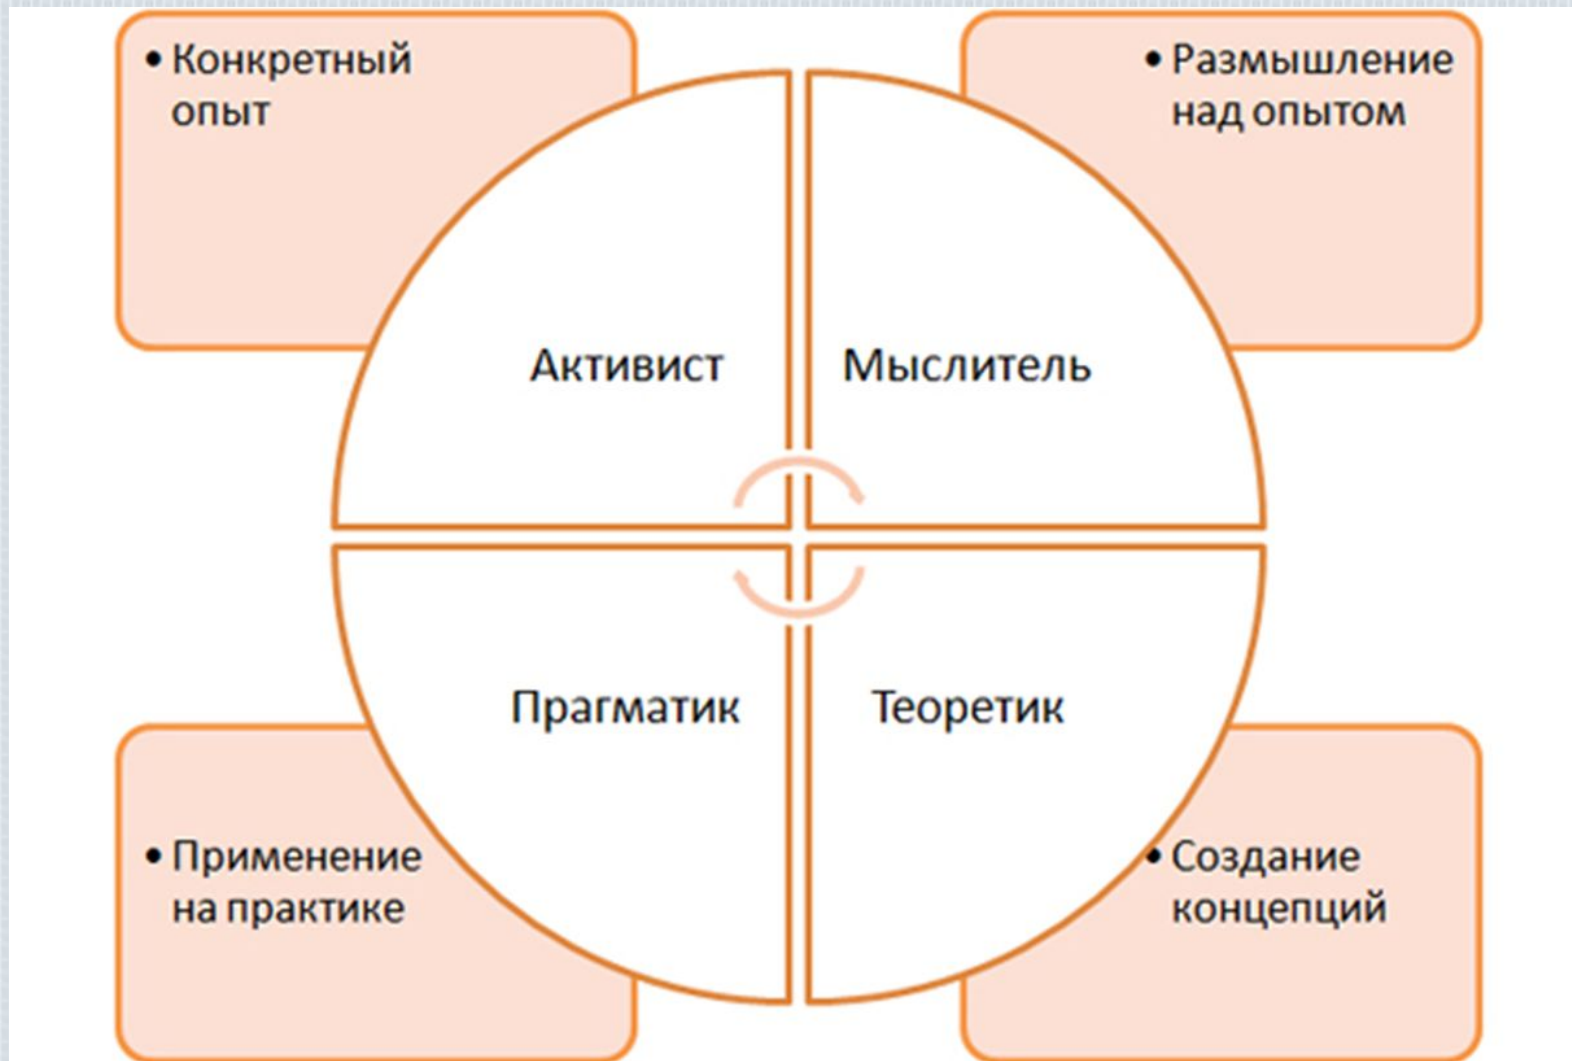 • Конкретный
опыт
• Размышление
над опытом
Активист
Мыслитель
Прагматик
Теоретик
• Применение
на практике
• Создание
концепций